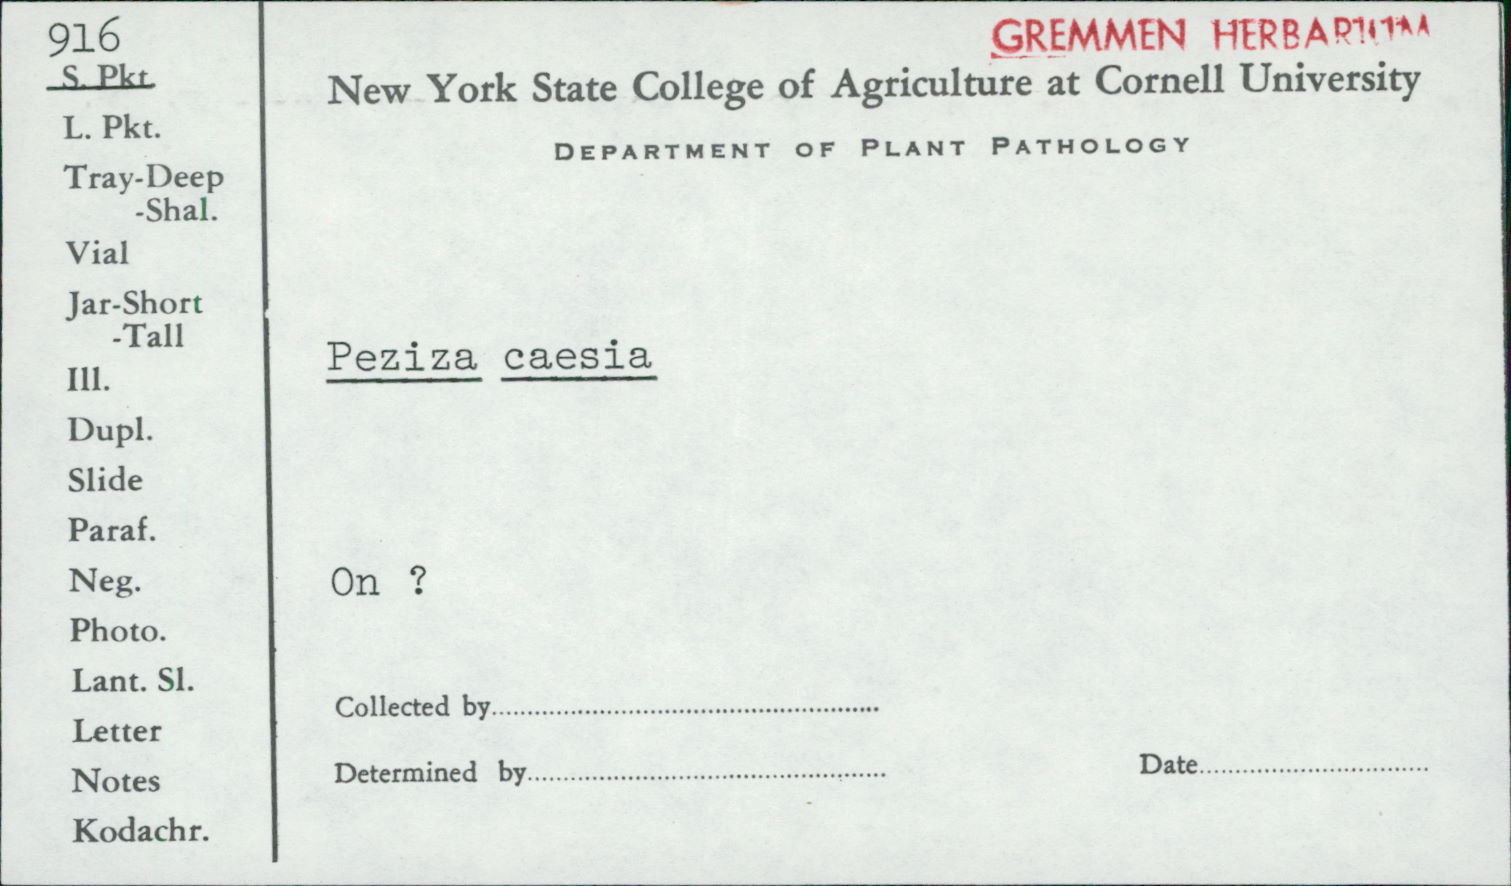 916
S. Pkt.
L. Pkt.
Tray-Deep
-Shal.
Vial
Jar-Short
-Tall
Ill.
Dupl.
Slide
Paraf.
Neg.
Photo.
Lant. Sl.
Letter
Notes
Kodachr.
GREMMEN HERBARIUM
New York State College of Agriculture at Cornell University
DEPARTMENT OF PLANT PATHOLOGY
Peziza caesia
On ?
Collected by
Determined by
Date